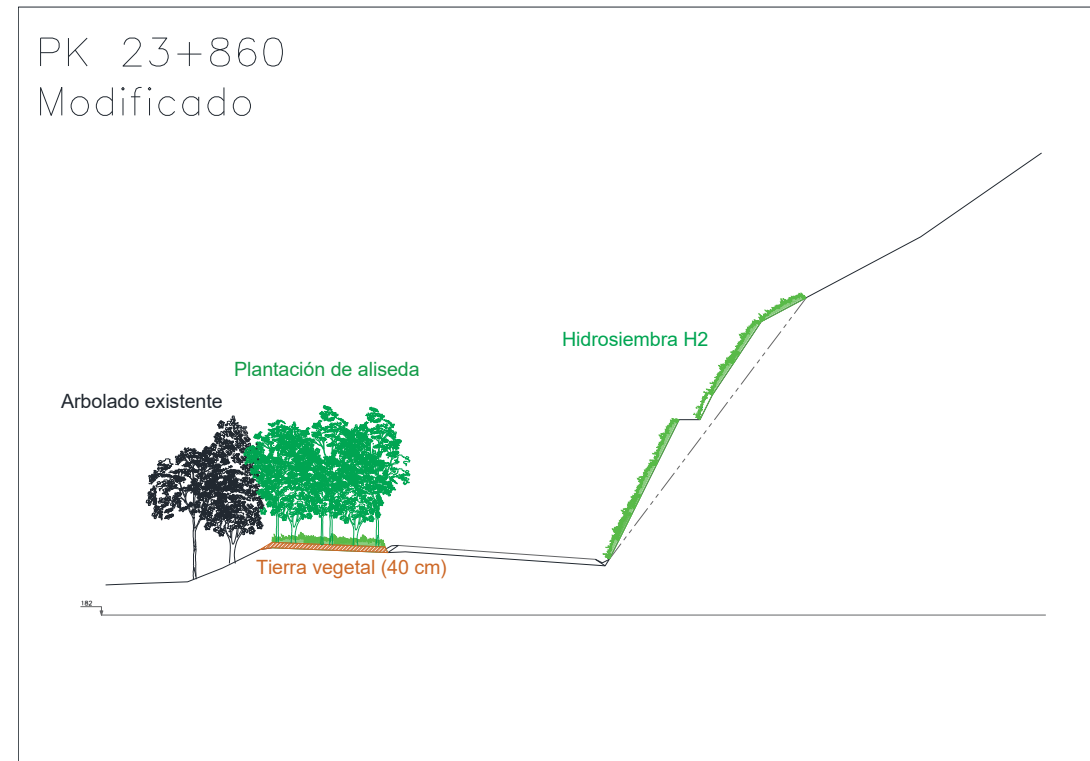 PK 23+860
Modificado
Hidrosiembra H2
Plantación de aliseda
Arbolado existente
Tierra vegetal (40 cm)
182